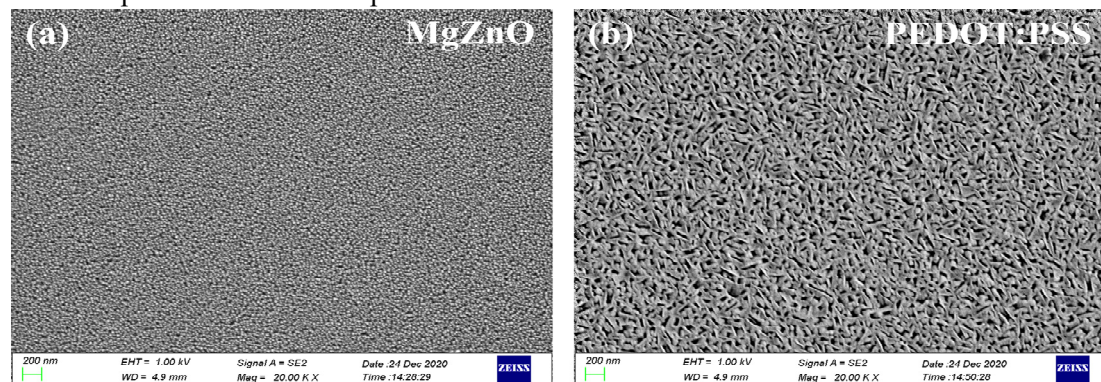 (a) MgZnO
200 nm
EHT = 1.00 kV Signal A = SE2 Date :24 Dec 2020
WD = 4.9 mm Mag = 20.00 K X Time :14:28:29
ZEISS
(b) PEDOT:PSS
200 nm
EHT = 1.00 kV Signal A = SE2 Date :24 Dec 2020
WD = 4.9 mm Mag = 20.00 K X Time :14:50:28
ZEISS